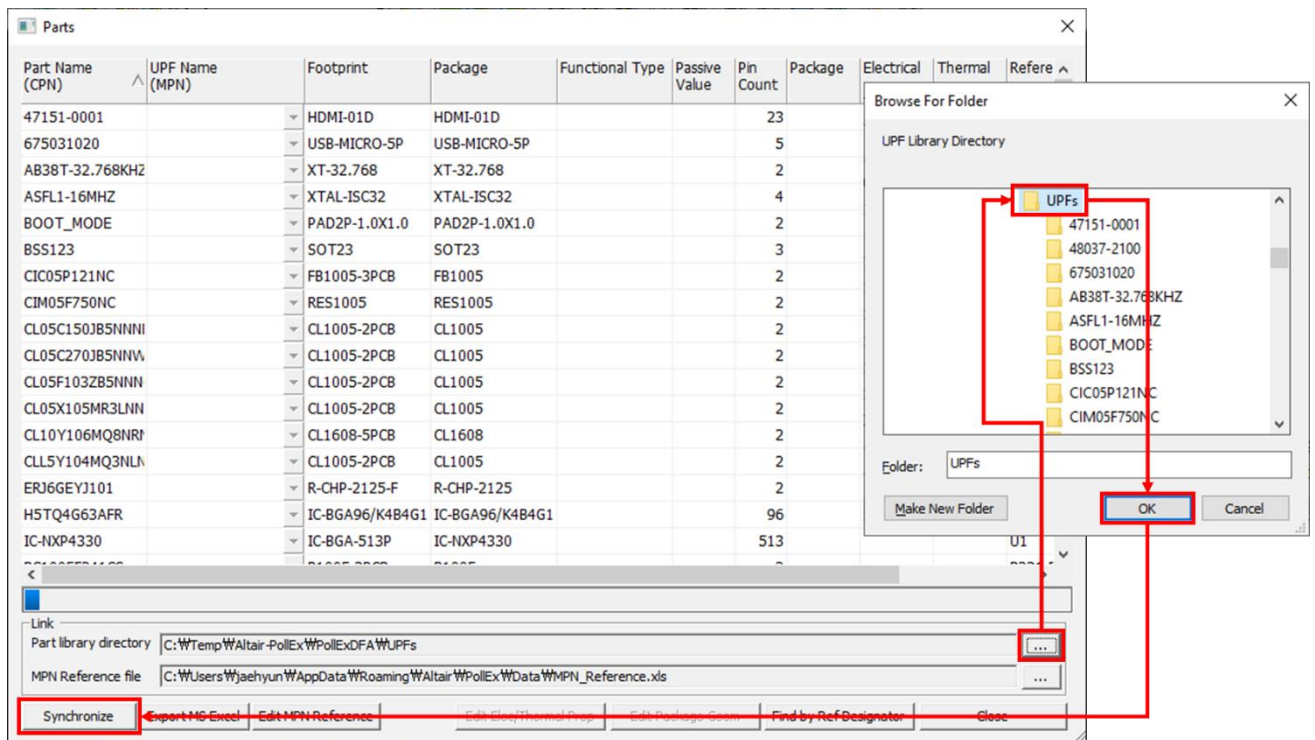 Parts
Part Name (CPN) UPF Name (MPN) Footprint Package Functional Type Passive Value Pin Count Package Electrical Thermal Refere
47151-0001 HDMI-01D HDMI-01D 23
675031020 USB-MICRO-5P USB-MICRO-5P 5
AB38T-32.768KHZ XT-32.768 XT-32.768 2
ASFL1-16MHZ XTAL-ISC32 XTAL-ISC32 4
BOOT_MODE PAD2P-1.0X1.0 PAD2P-1.0X1.0 2
BSS123 SOT23 SOT23 3
CIC05P121NC FB1005-3PCB FB1005 2
CIM05F750NC RES1005 RES1005 2
CL05C150JB5NNNI CL1005-2PCB CL1005 2
CL05C270JB5NNW CL1005-2PCB CL1005 2
CL05F103ZB5NNN CL1005-2PCB CL1005 2
CL05X105MR3LNN CL1005-2PCB CL1005 2
CL10Y106MQ8NRN CL1608-5PCB CL1608 2
CLL5Y104MQ3NLN CL1005-2PCB CL1005 2
ERJ6GEYJ101 R-CHP-2125-F R-CHP-2125 2
H5TQ4G63AFR IC-BGA96/K4B4G1 IC-BGA96/K4B4G1 96
IC-NXP4330 IC-BGA-513P IC-NXP4330 513 U1
Link
Part library directory C:₩Temp₩Altair-PollEx₩PollExDFA₩UPFs ...
MPN Reference file C:₩Users₩jaehyun₩AppData₩Roaming₩Altair₩PollEx₩Data₩MPN_Reference.xls ...
Synchronize Export MS Excel Edit MPN Reference Edit Elec/Thermal Prop Edit Package Geom Find by Ref Designator Close
Browse For Folder
UPF Library Directory
UPFs
47151-0001
48037-2100
675031020
AB38T-32.768KHZ
ASFL1-16MHZ
BOOT_MODE
BSS123
CIC05P121NC
CIM05F750NC
Folder: UPFs
Make New Folder OK Cancel